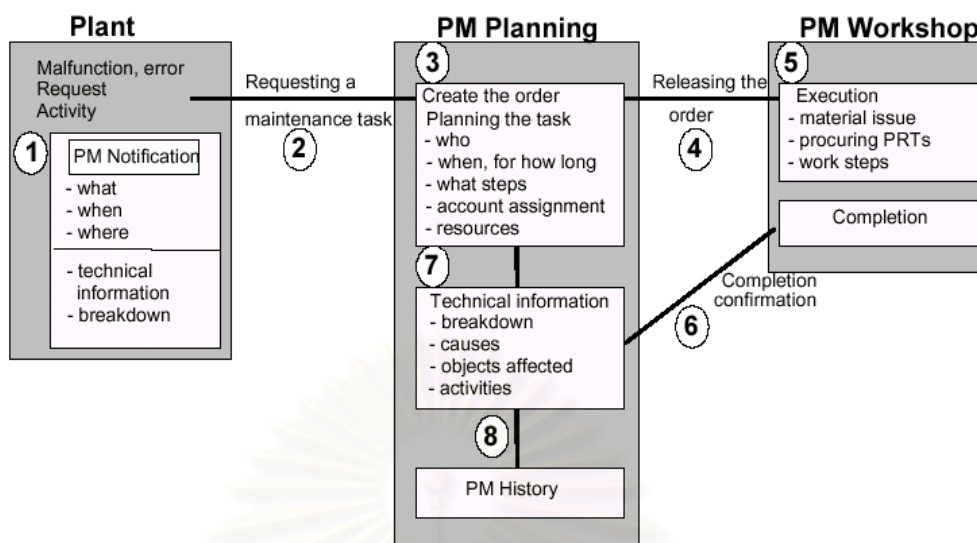 Plant
Malfunction, error
Request
Activity
1
PM Notification
- what
- when
- where
- technical
information
- breakdown
Requesting a
maintenance task
2
PM Planning
3
Create the order
Planning the task
- who
- when, for how long
- what steps
- account assignment
- resources
7
Technical information
- breakdown
- causes
- objects affected
- activities
8
PM History
Releasing the
order
4
PM Workshop
5
Execution
- material issue
- procuring PRTs
- work steps
Completion
Completion
confirmation
6